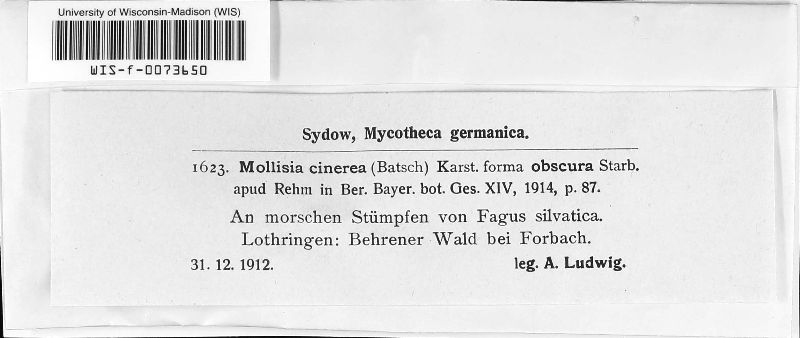 University of Wisconsin-Madison (WIS)
WIS-f-0073650
Sydow, Mycotheca germanica.
1623. Mollisia cinerea (Batsch) Karst. forma obscura Starb.
apud Rehm in Ber. Bayer. bot. Ges. XIV, 1914, p. 87.
An morschen Stümpfen von Fagus silvatica.
Lothringen: Behrener Wald bei Forbach.
31. 12. 1912. leg. A. Ludwig.